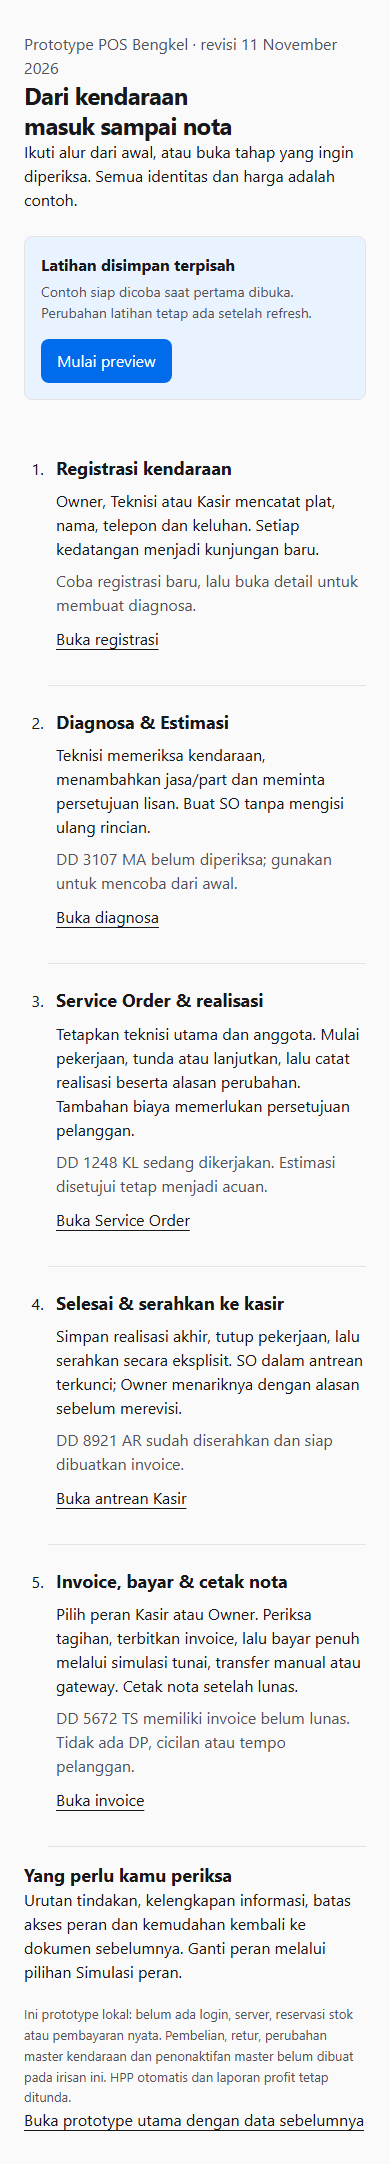 Prototype POS Bengkel · revisi 11 November
2026
Dari kendaraan
masuk sampai nota
Ikuti alur dari awal, atau buka tahap yang ingin
diperiksa. Semua identitas dan harga adalah
contoh.
Latihan disimpan terpisah
Contoh siap dicoba saat pertama dibuka.
Perubahan latihan tetap ada setelah refresh.
Mulai preview
1. Registrasi kendaraan
Owner, Teknisi atau Kasir mencatat plat,
nama, telepon dan keluhan. Setiap
kedatangan menjadi kunjungan baru.
Coba registrasi baru, lalu buka detail untuk
membuat diagnosa.
Buka registrasi
2. Diagnosa & Estimasi
Teknisi memeriksa kendaraan,
menambahkan jasa/part dan meminta
persetujuan lisan. Buat SO tanpa mengisi
ulang rincian.
DD 3107 MA belum diperiksa; gunakan
untuk mencoba dari awal.
Buka diagnosa
3. Service Order & realisasi
Tetapkan teknisi utama dan anggota. Mulai
pekerjaan, tunda atau lanjutkan, lalu catat
realisasi beserta alasan perubahan.
Tambahan biaya memerlukan persetujuan
pelanggan.
DD 1248 KL sedang dikerjakan. Estimasi
disetujui tetap menjadi acuan.
Buka Service Order
4. Selesai & serahkan ke kasir
Simpan realisasi akhir, tutup pekerjaan, lalu
serahkan secara eksplisit. SO dalam antrean
terkunci; Owner menariknya dengan alasan
sebelum merevisi.
DD 8921 AR sudah diserahkan dan siap
dibuatkan invoice.
Buka antrean Kasir
5. Invoice, bayar & cetak nota
Pilih peran Kasir atau Owner. Periksa
tagihan, terbitkan invoice, lalu bayar penuh
melalui simulasi tunai, transfer manual atau
gateway. Cetak nota setelah lunas.
DD 5672 TS memiliki invoice belum lunas.
Tidak ada DP, cicilan atau tempo
pelanggan.
Buka invoice
Yang perlu kamu periksa
Urutan tindakan, kelengkapan informasi, batas
akses peran dan kemudahan kembali ke
dokumen sebelumnya. Ganti peran melalui
pilihan Simulasi peran.
Ini prototype lokal: belum ada login, server, reservasi stok
atau pembayaran nyata. Pembelian, retur, perubahan
master kendaraan dan penonaktifan master belum dibuat
pada irisan ini. HPP otomatis dan laporan profit tetap
ditunda.
Buka prototype utama dengan data sebelumnya